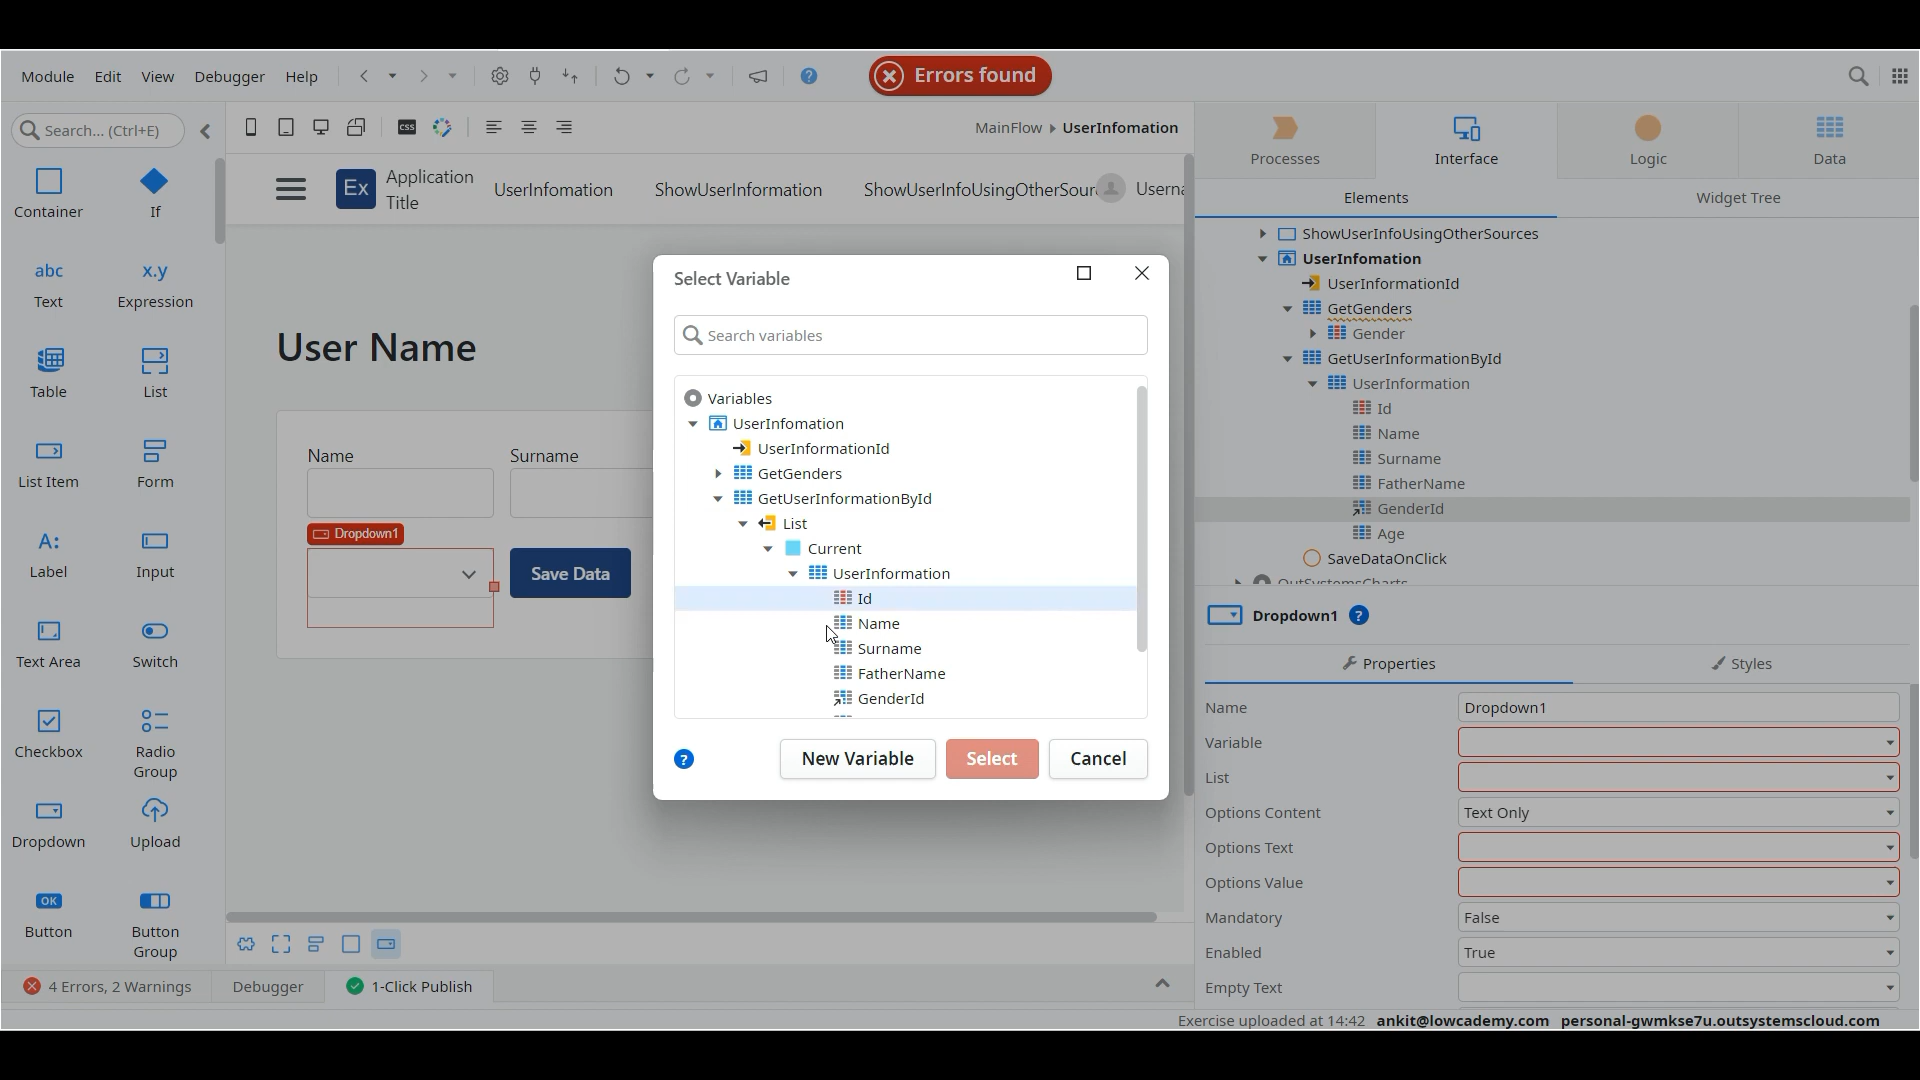 Module Edit View Debugger Help
Errors found
Search... (Ctrl+E)
Container
If
abc
Text
x.y
Expression
Table
List
List Item
Form
A:
Label
Input
Text Area
Switch
Checkbox
Radio
Group
Dropdown
Upload
OK
Button
Button
Group
CSS
MainFlow UserInfomation
Ex
Application
Title
UserInfomation
ShowUserInformation
ShowUserInfoUsingOtherSour
Userna
User Name
Name
Surname
Dropdown1
Save Data
Select Variable
Search variables
Variables
UserInfomation
UserInformationId
GetGenders
GetUserInformationById
List
Current
UserInformation
Id
Name
Surname
FatherName
GenderId
?
New Variable
Select
Cancel
Processes
Interface
Logic
Data
Elements
Widget Tree
ShowUserInfoUsingOtherSources
UserInfomation
UserInformationId
GetGenders
Gender
GetUserInformationById
UserInformation
Id
Name
Surname
FatherName
GenderId
Age
SaveDataOnClick
OutSystemsCharts
Dropdown1 ?
Properties
Styles
Name Dropdown1
Variable
List
Options Content Text Only
Options Text
Options Value
Mandatory False
Enabled True
Empty Text
4 Errors, 2 Warnings
Debugger
1-Click Publish
Exercise uploaded at 14:42 ankit@lowcademy.com personal-gwmkse7u.outsystemscloud.com